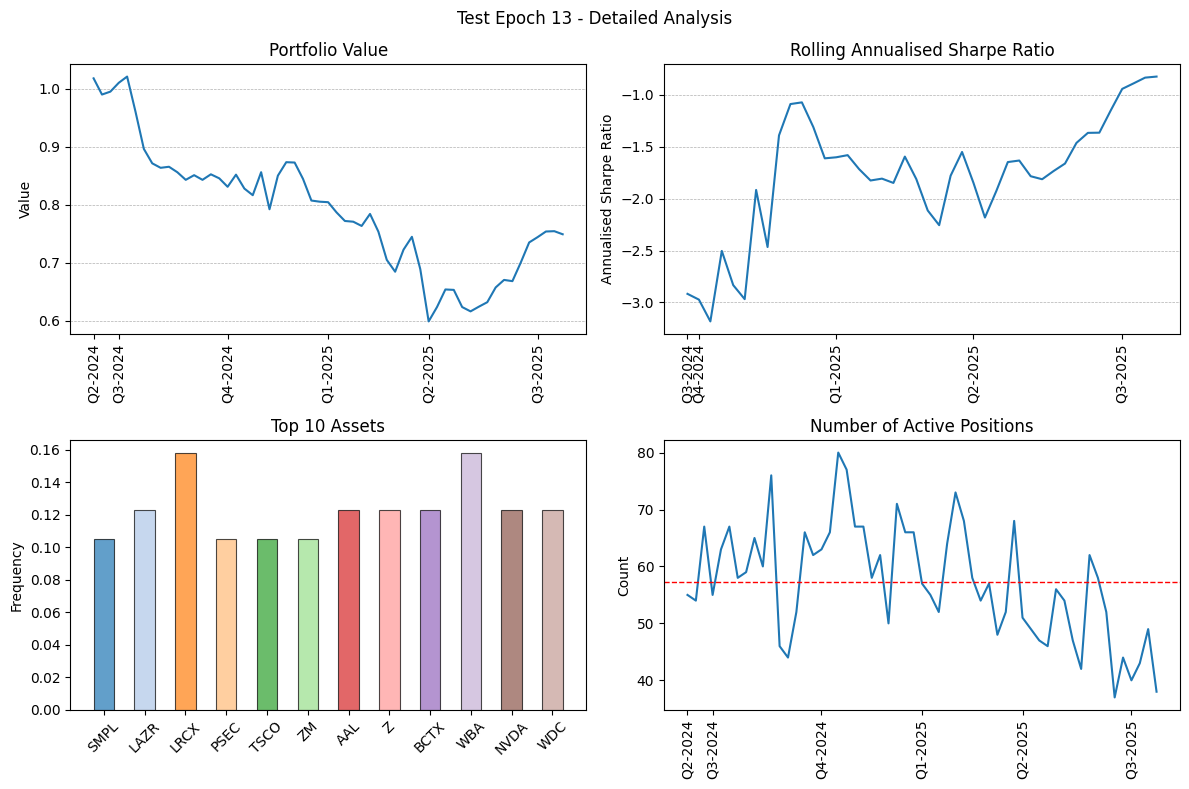 Test Epoch 13 - Detailed Analysis
Portfolio Value
Value
1.0
0.9
0.8
0.7
0.6
Q2-2024
Q3-2024
Q4-2024
Q1-2025
Q2-2025
Q3-2025
Rolling Annualised Sharpe Ratio
Annualised Sharpe Ratio
−1.0
−1.5
−2.0
−2.5
−3.0
Q3-2024
Q4-2024
Q1-2025
Q2-2025
Q3-2025
Top 10 Assets
Frequency
0.16
0.14
0.12
0.10
0.08
0.06
0.04
0.02
0.00
SMPL
LAZR
LRCX
PSEC
TSCO
ZM
AAL
Z
BCTX
WBA
NVDA
WDC
Number of Active Positions
Count
80
70
60
50
40
Q2-2024
Q3-2024
Q4-2024
Q1-2025
Q2-2025
Q3-2025